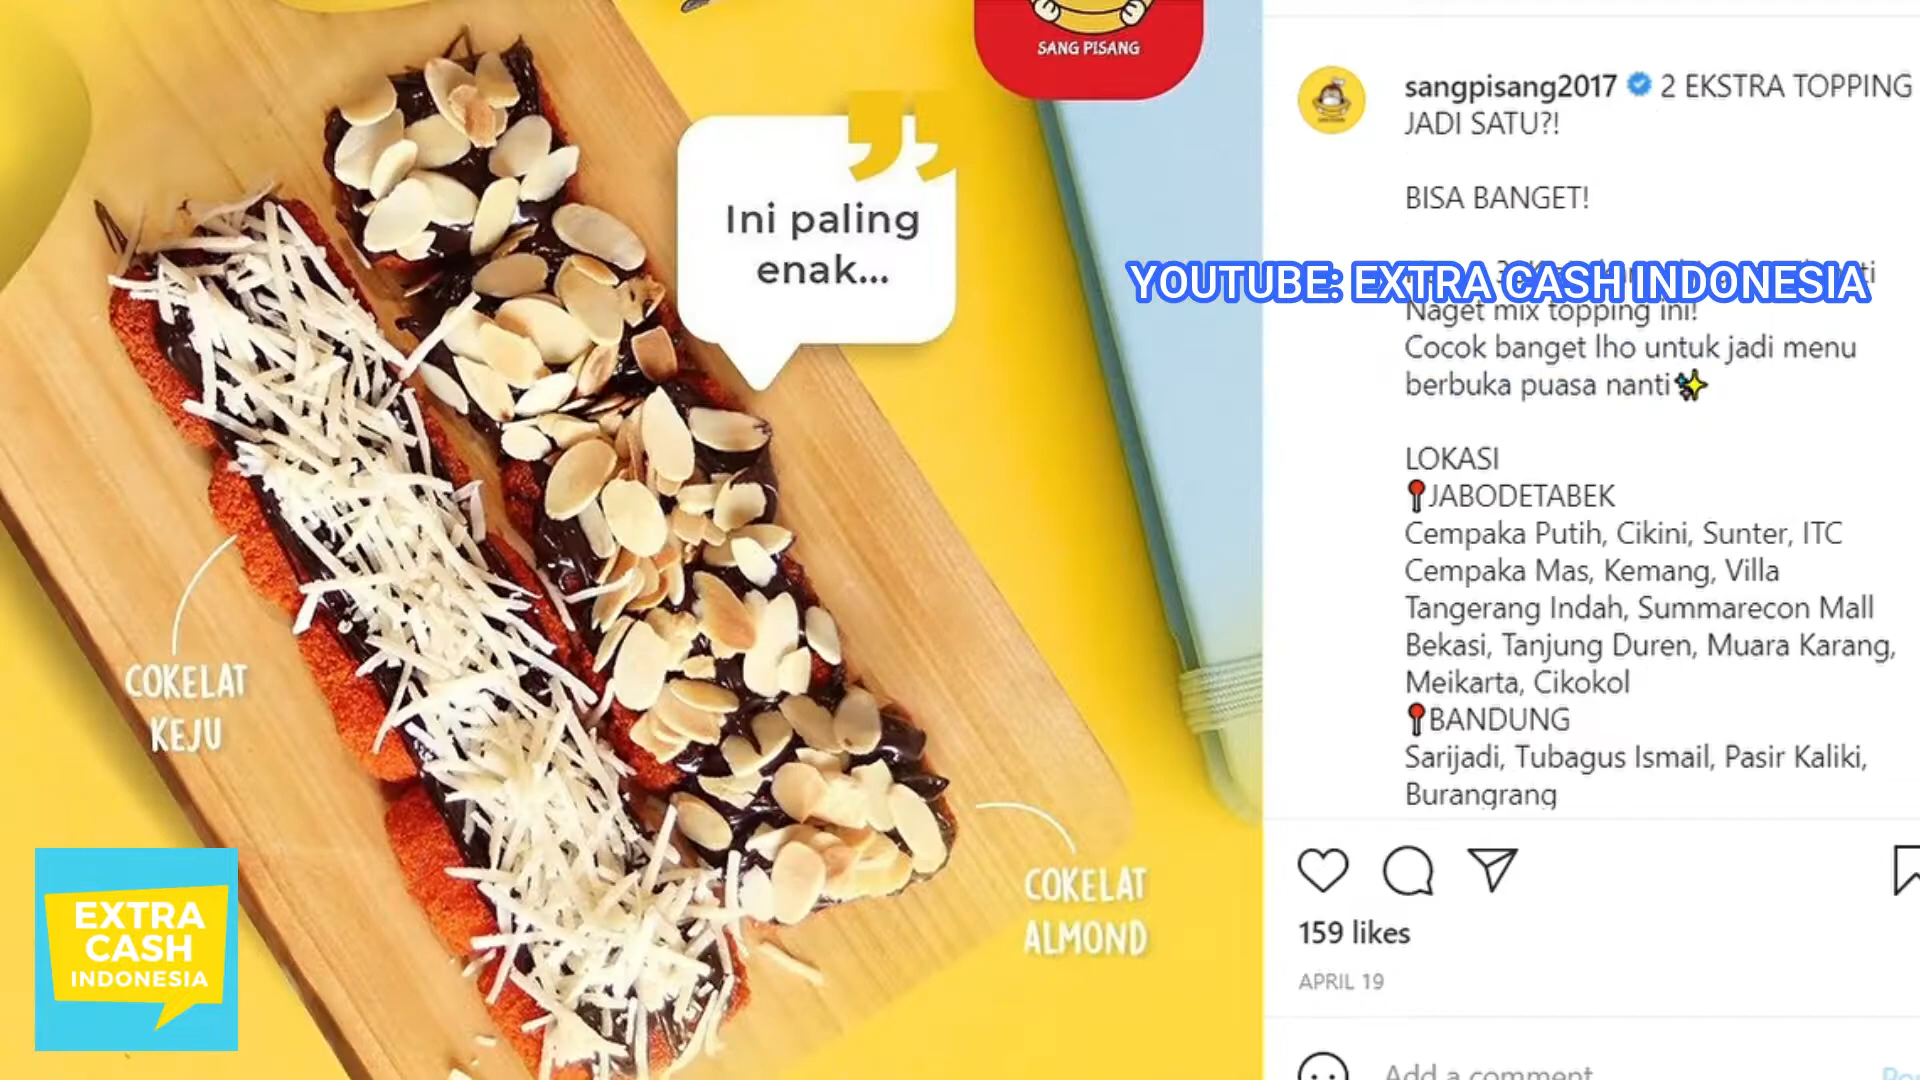 SANG PISANG
Ini paling
enak...
COKELAT
KEJU
COKELAT
ALMOND
EXTRA
CASH
INDONESIA
sangpisang2017 2 EKSTRA TOPPING
JADI SATU?!
BISA BANGET!
YOUTUBE: EXTRA CASH INDONESIA
Naget mix topping ini!
Cocok banget lho untuk jadi menu
berbuka puasa nanti✨
LOKASI
📍JABODETABEK
Cempaka Putih, Cikini, Sunter, ITC
Cempaka Mas, Kemang, Villa
Tangerang Indah, Summarecon Mall
Bekasi, Tanjung Duren, Muara Karang,
Meikarta, Cikokol
📍BANDUNG
Sarijadi, Tubagus Ismail, Pasir Kaliki,
Burangrang
159 likes
APRIL 19
Add a comment